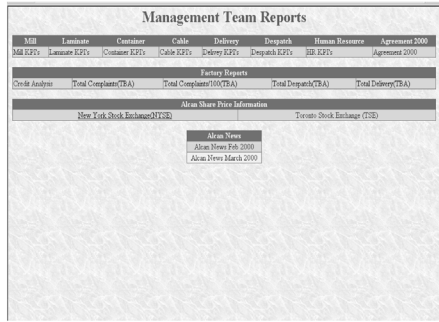 Management Team Reports
Mill Laminate Container Cable Delivery Despatch Human Resource Agreement 2000
Mill KPI's Laminate KPI's Container KPI's Cable KPI's Delivey KPI's Despatch KPI's HR KPI's Agreement 2000
Factory Reports
Credit Analysis Total Complaints(TBA) Total Complaints/100(TBA) Total Despatch(TBA) Total Delivery(TBA)
Alcan Share Price Information
New York Stock Exchange(NYSE) Toronto Stock Exchange (TSE)
Alcan News
Alcan News Feb 2000
Alcan News March 2000